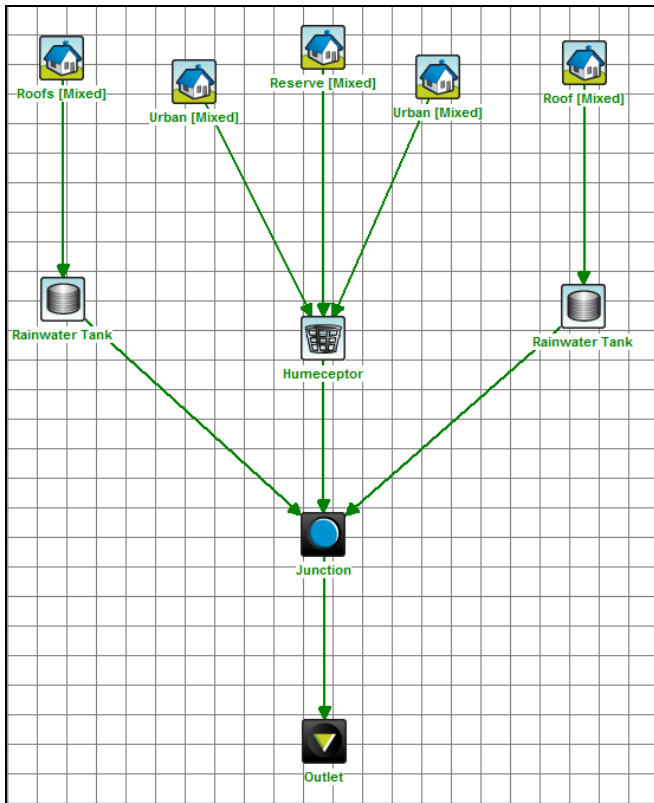 Roofs [Mixed]
Urban [Mixed]
Reserve [Mixed]
Urban [Mixed]
Roof [Mixed]
Rainwater Tank
Humeceptor
Rainwater Tank
Junction
Outlet